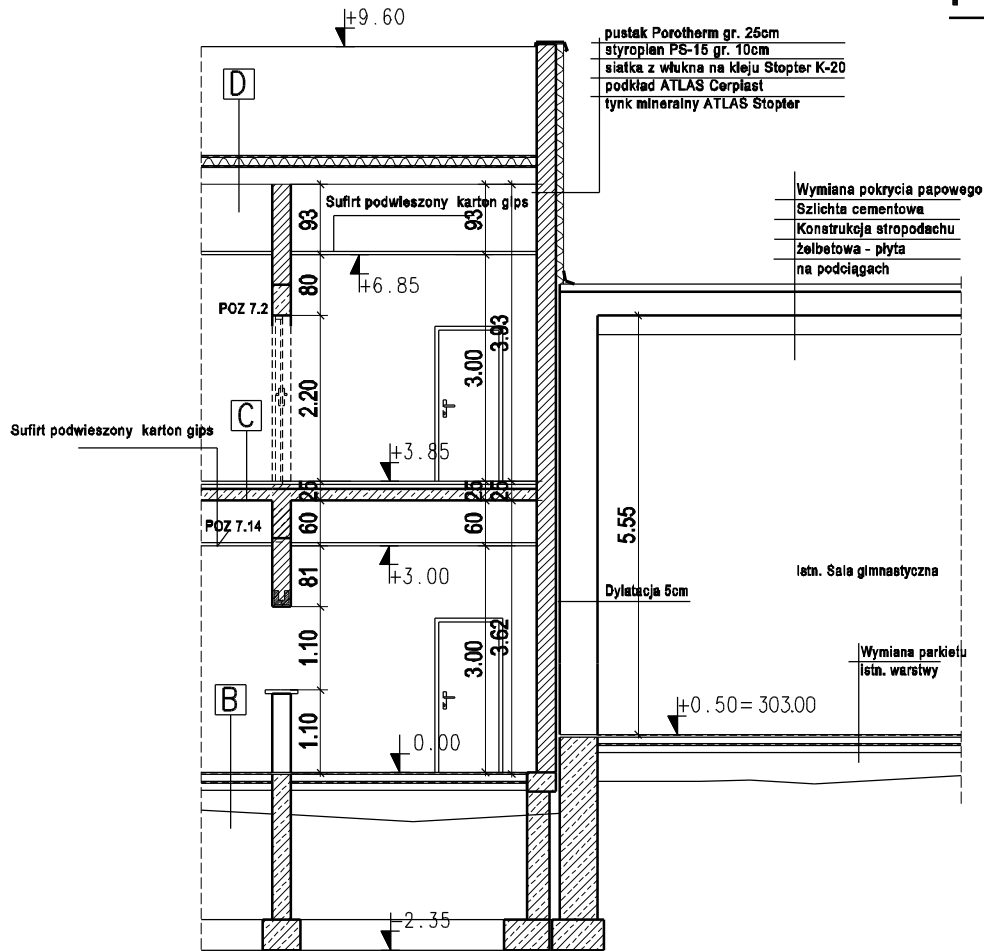 +9.60
pustak Porotherm gr. 25cm
styropian PS-15 gr. 10cm
siatka z włukna na kleju Stopter K-20
podkład ATLAS Cerplast
tynk mineralny ATLAS Stopter
D
Wymiana pokrycia papowego
Szlichta cementowa
Konstrukcja stropodachu
żelbetowa - płyta
na podciągach
Sufirt podwieszony karton gips
93
93
+6.85
80
POZ 7.2
3.93
3.00
2.20
C
Sufirt podwieszony karton gips
+3.85
25
25
25
60
60
POZ 7.14
5.55
+3.00
81
Istn. Sala gimnastyczna
Dylatacja 5cm
1.10
3.62
3.00
Wymiana parkietu
istn. warstwy
B
1.10
+0.50=303.00
0.00
-2.35